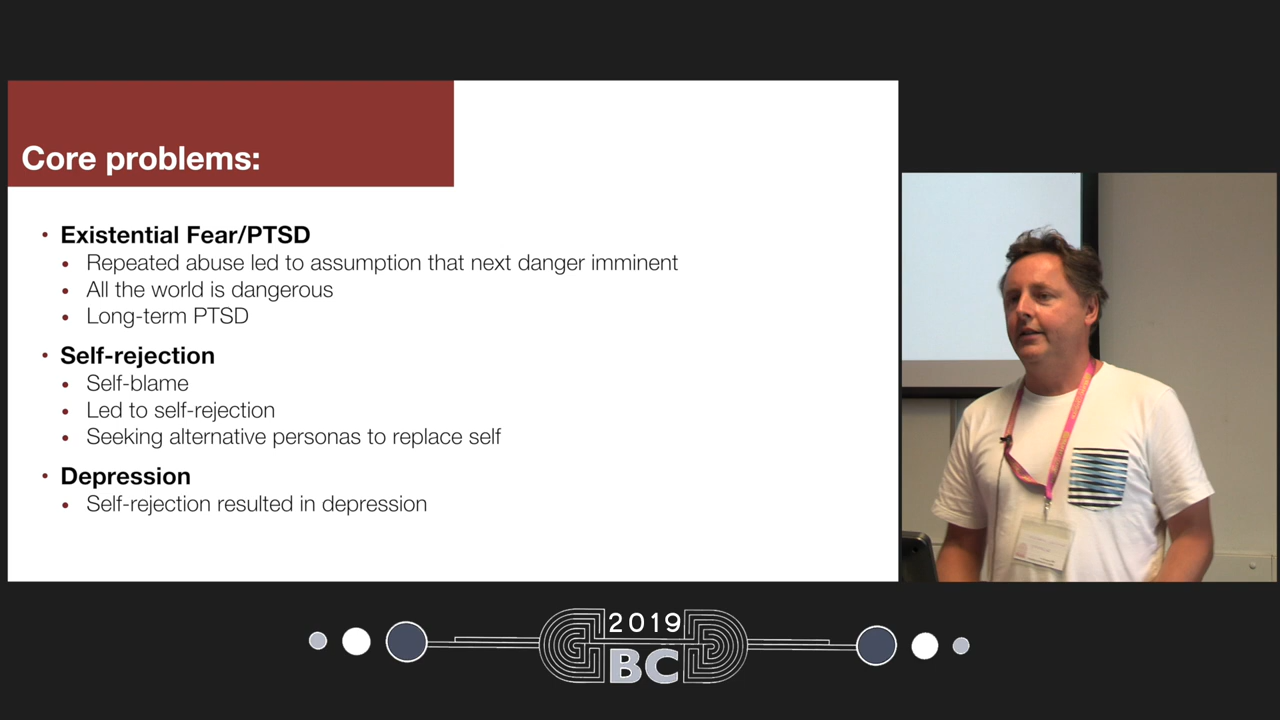 Core problems:
• Existential Fear/PTSD
• Repeated abuse led to assumption that next danger imminent
• All the world is dangerous
• Long-term PTSD
• Self-rejection
• Self-blame
• Led to self-rejection
• Seeking alternative personas to replace self
• Depression
• Self-rejection resulted in depression
2019
BC